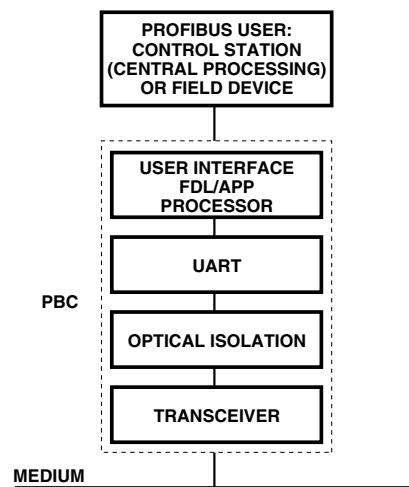 PROFIBUS USER:
CONTROL STATION
(CENTRAL PROCESSING)
OR FIELD DEVICE
USER INTERFACE
FDL/APP
PROCESSOR
UART
PBC
OPTICAL ISOLATION
TRANSCEIVER
MEDIUM